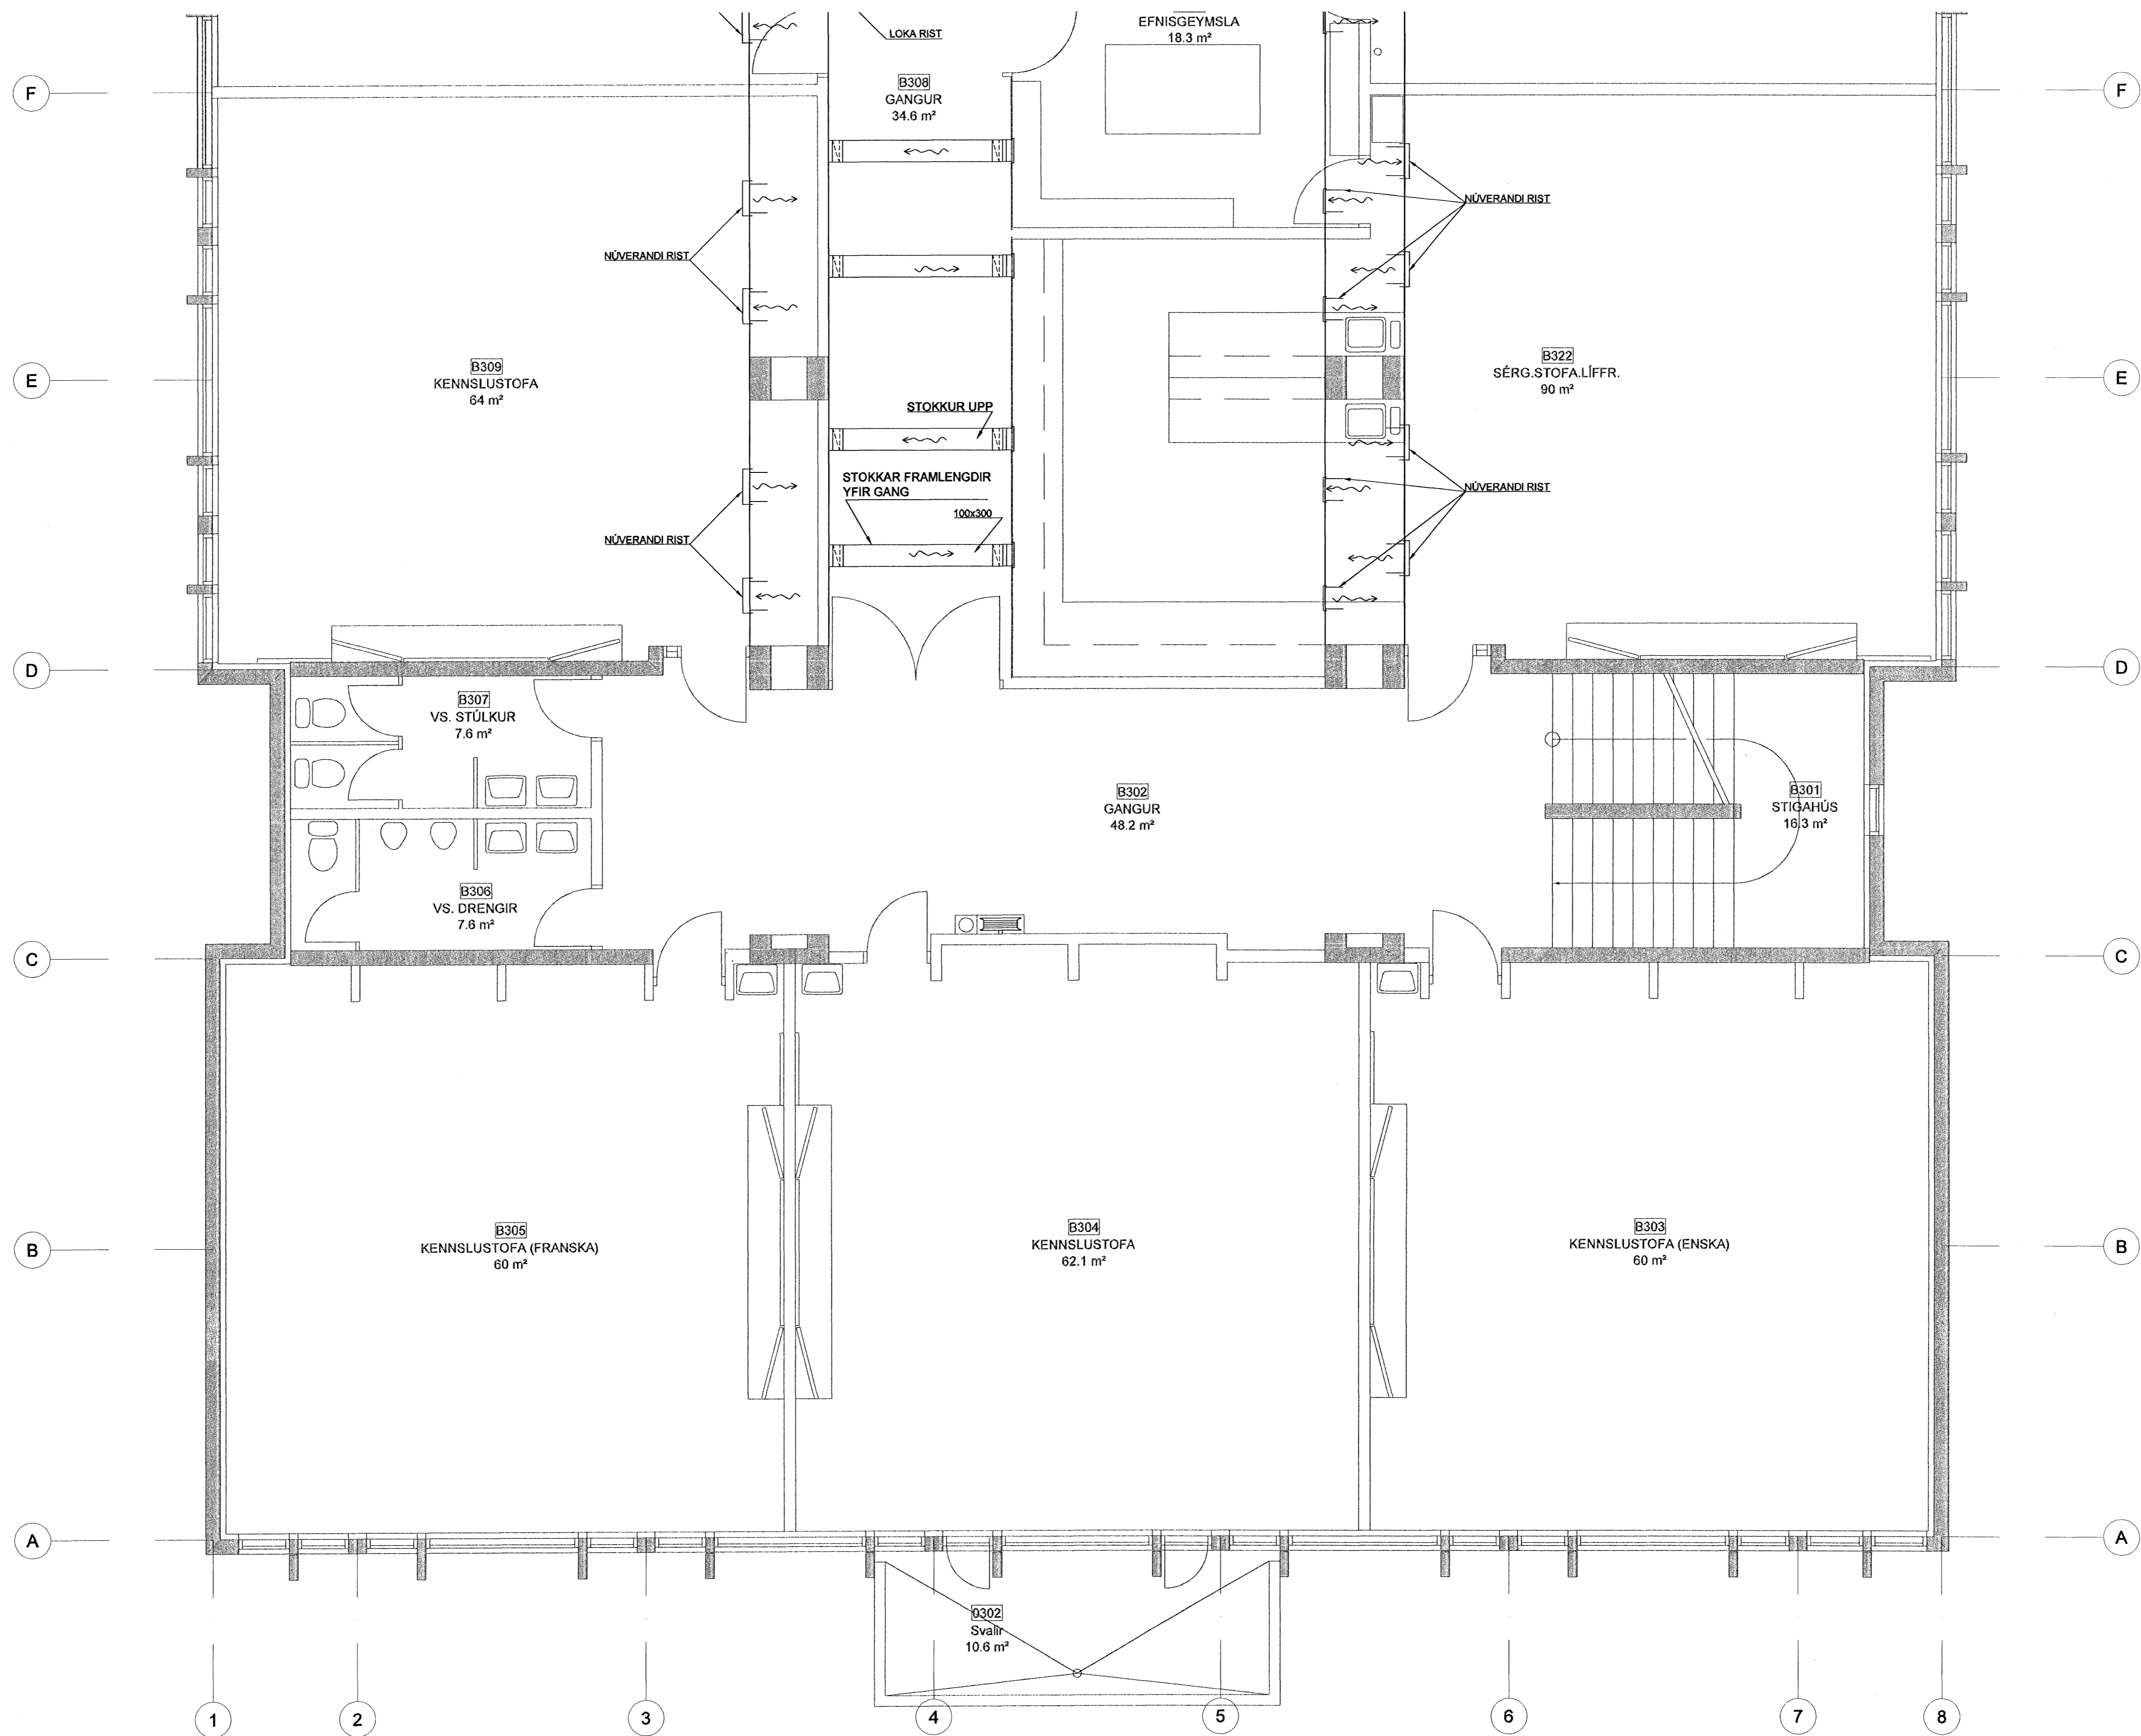 EFNISGEYMSLA
18.3 m²
LOKA RIST
B308
GANGUR
34.6 m²
F
F
NÚVERANDI RIST
NÚVERANDI RIST
B309
KENNSLUSTOFA
64 m²
B322
SÉRG.STOFA.LÍFFR.
90 m²
E
E
STOKKUR UPP
STOKKAR FRAMLENGDIR
YFIR GANG
100x300
NÚVERANDI RIST
NÚVERANDI RIST
D
D
B307
VS. STÚLKUR
7.6 m²
B302
GANGUR
48.2 m²
B301
STIGAHÚS
16.3 m²
B306
VS. DRENGIR
7.6 m²
C
C
B305
KENNSLUSTOFA (FRANSKA)
60 m²
B304
KENNSLUSTOFA
62.1 m²
B303
KENNSLUSTOFA (ENSKA)
60 m²
B
B
A
A
0302
Svalir
10.6 m²
1
2
3
4
5
6
7
8